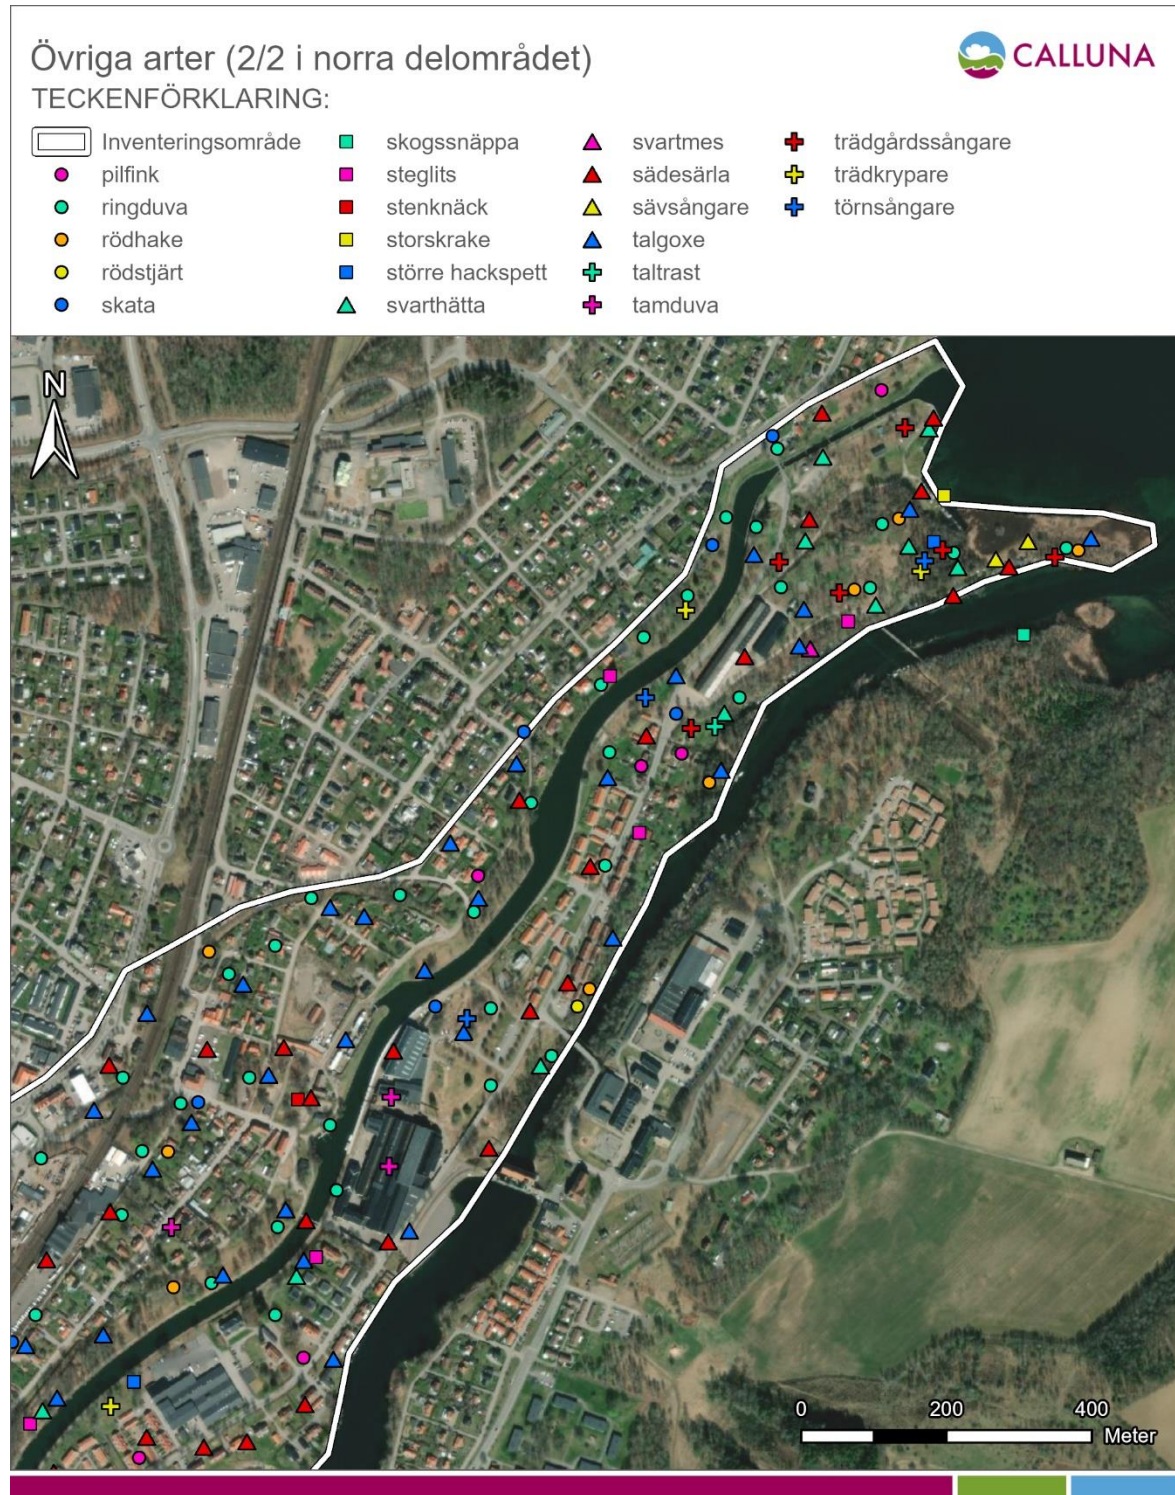 Övriga arter (2/2 i norra delområdet)
CALLUNA
TECKENFÖRKLARING:
Inventeringsområde
pilfink
ringduva
rödhake
rödstjärt
skata
skogssnäppa
steglits
stenknäck
storskrake
större hackspett
svarthätta
svartmes
sädesärla
sävsångare
talgoxe
taltrast
tamduva
trädgårdssångare
trädkrypare
törnsångare
N
0 200 400
Meter